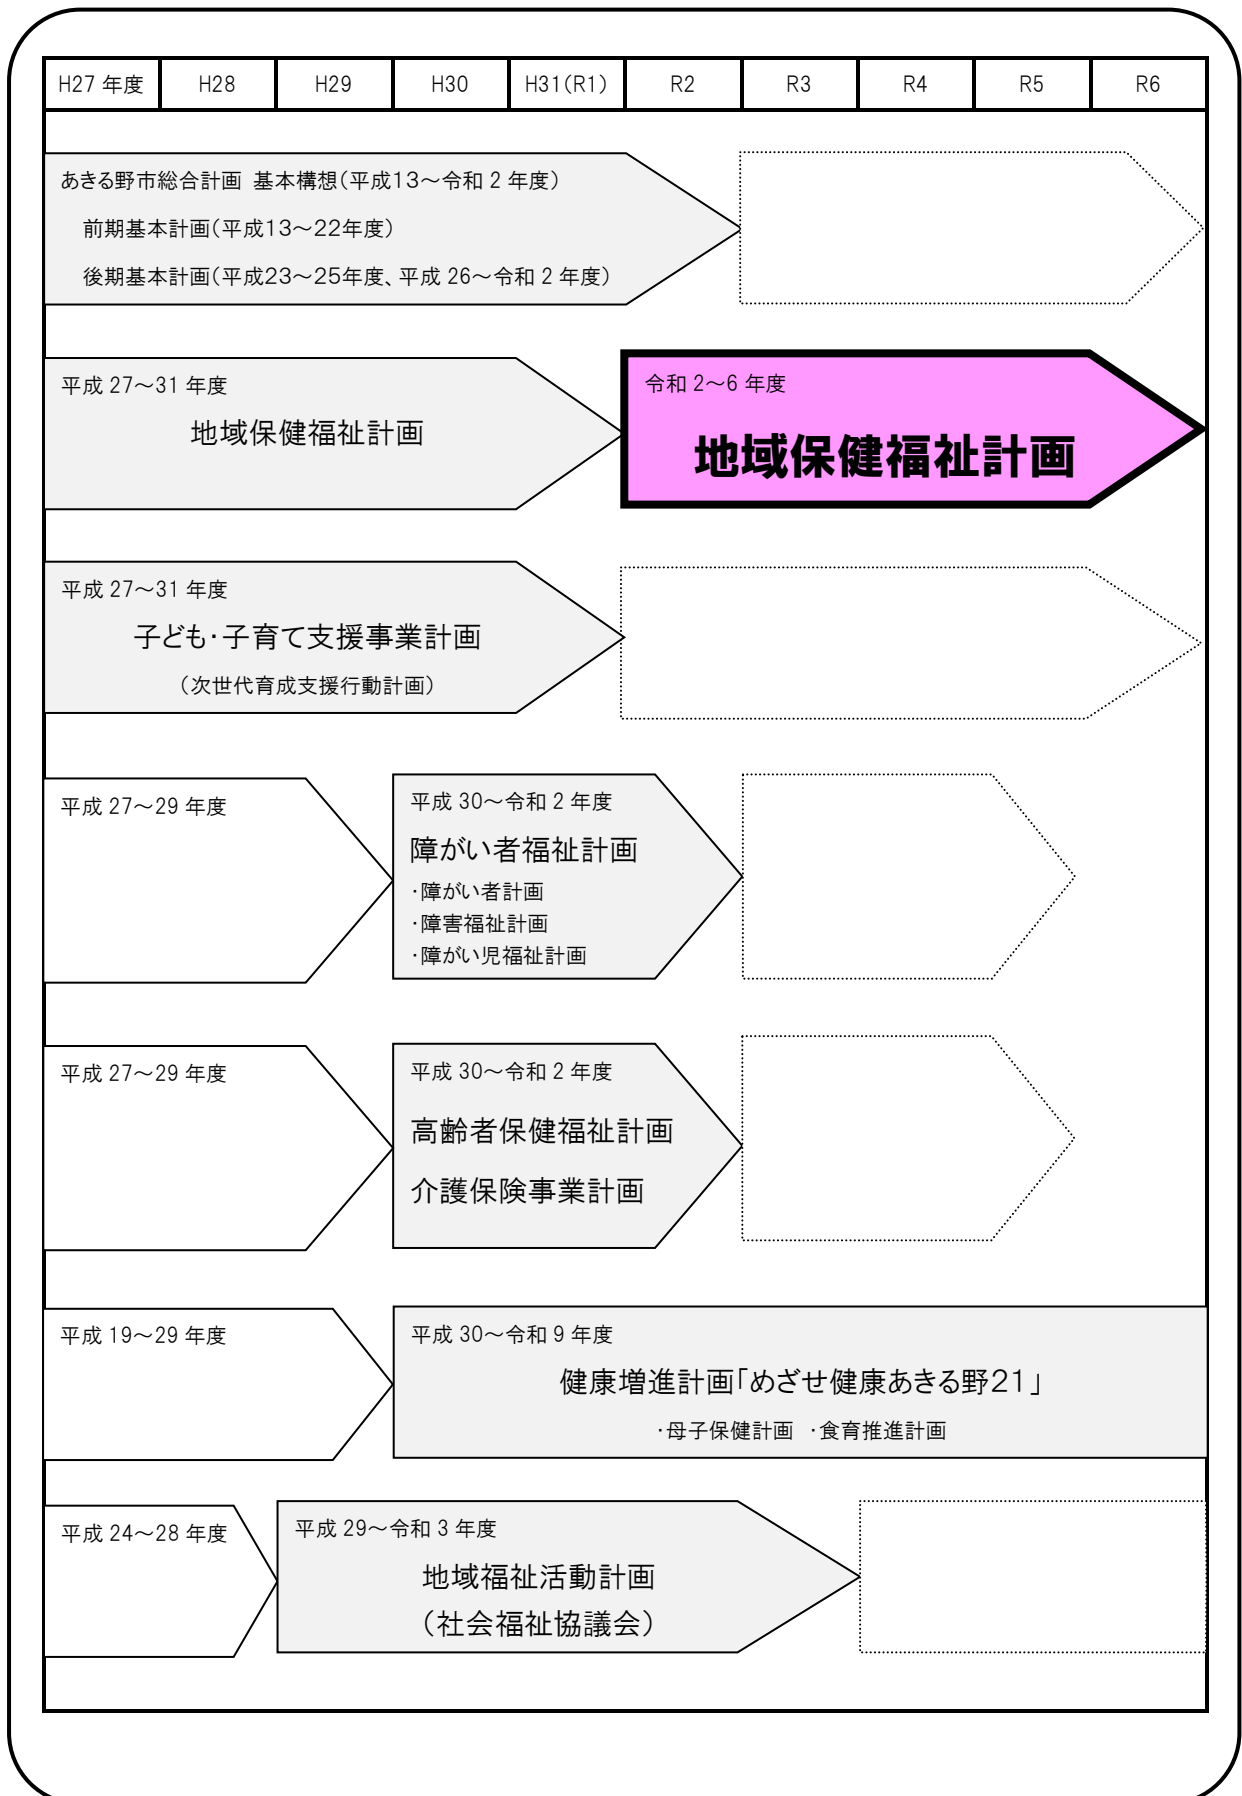 H27 年度 H28 H29 H30 H31(R1) R2 R3 R4 R5 R6
あきる野市総合計画 基本構想(平成13～令和 2 年度)
前期基本計画(平成13～22年度)
後期基本計画(平成23～25年度、平成 26～令和 2 年度)
平成 27～31 年度
地域保健福祉計画
令和 2～6 年度
地域保健福祉計画
平成 27～31 年度
子ども・子育て支援事業計画
(次世代育成支援行動計画)
平成 27～29 年度
平成 30～令和 2 年度
障がい者福祉計画
・障がい者計画
・障害福祉計画
・障がい児福祉計画
平成 27～29 年度
平成 30～令和 2 年度
高齢者保健福祉計画
介護保険事業計画
平成 19～29 年度
平成 30～令和 9 年度
健康増進計画「めざせ健康あきる野21」
・母子保健計画 ・食育推進計画
平成 24～28 年度
平成 29～令和 3 年度
地域福祉活動計画
(社会福祉協議会)